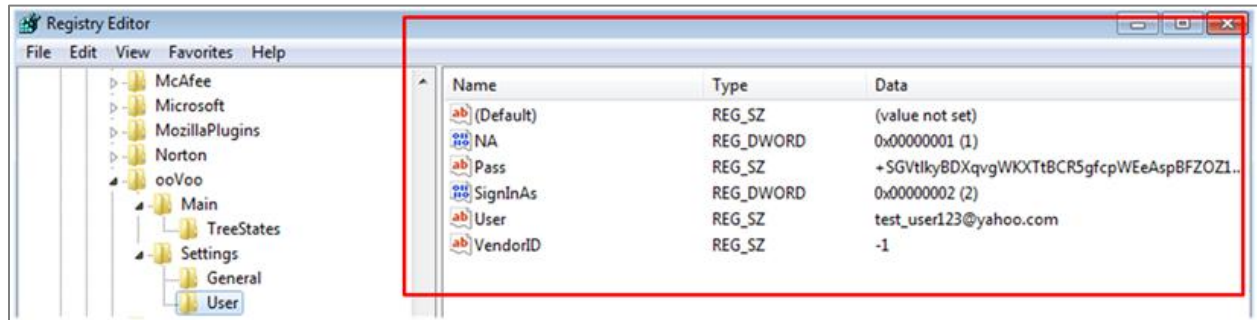 Registry Editor
File Edit View Favorites Help
McAfee
Microsoft
MozillaPlugins
Norton
ooVoo
Main
TreeStates
Settings
General
User
Name Type Data
(Default) REG_SZ (value not set)
NA REG_DWORD 0x00000001 (1)
Pass REG_SZ +SGVtIkyBDXqvgWKXTtBCR5gfcpWEeAspBFZOZ1...
SignInAs REG_DWORD 0x00000002 (2)
User REG_SZ test_user123@yahoo.com
VendorID REG_SZ -1